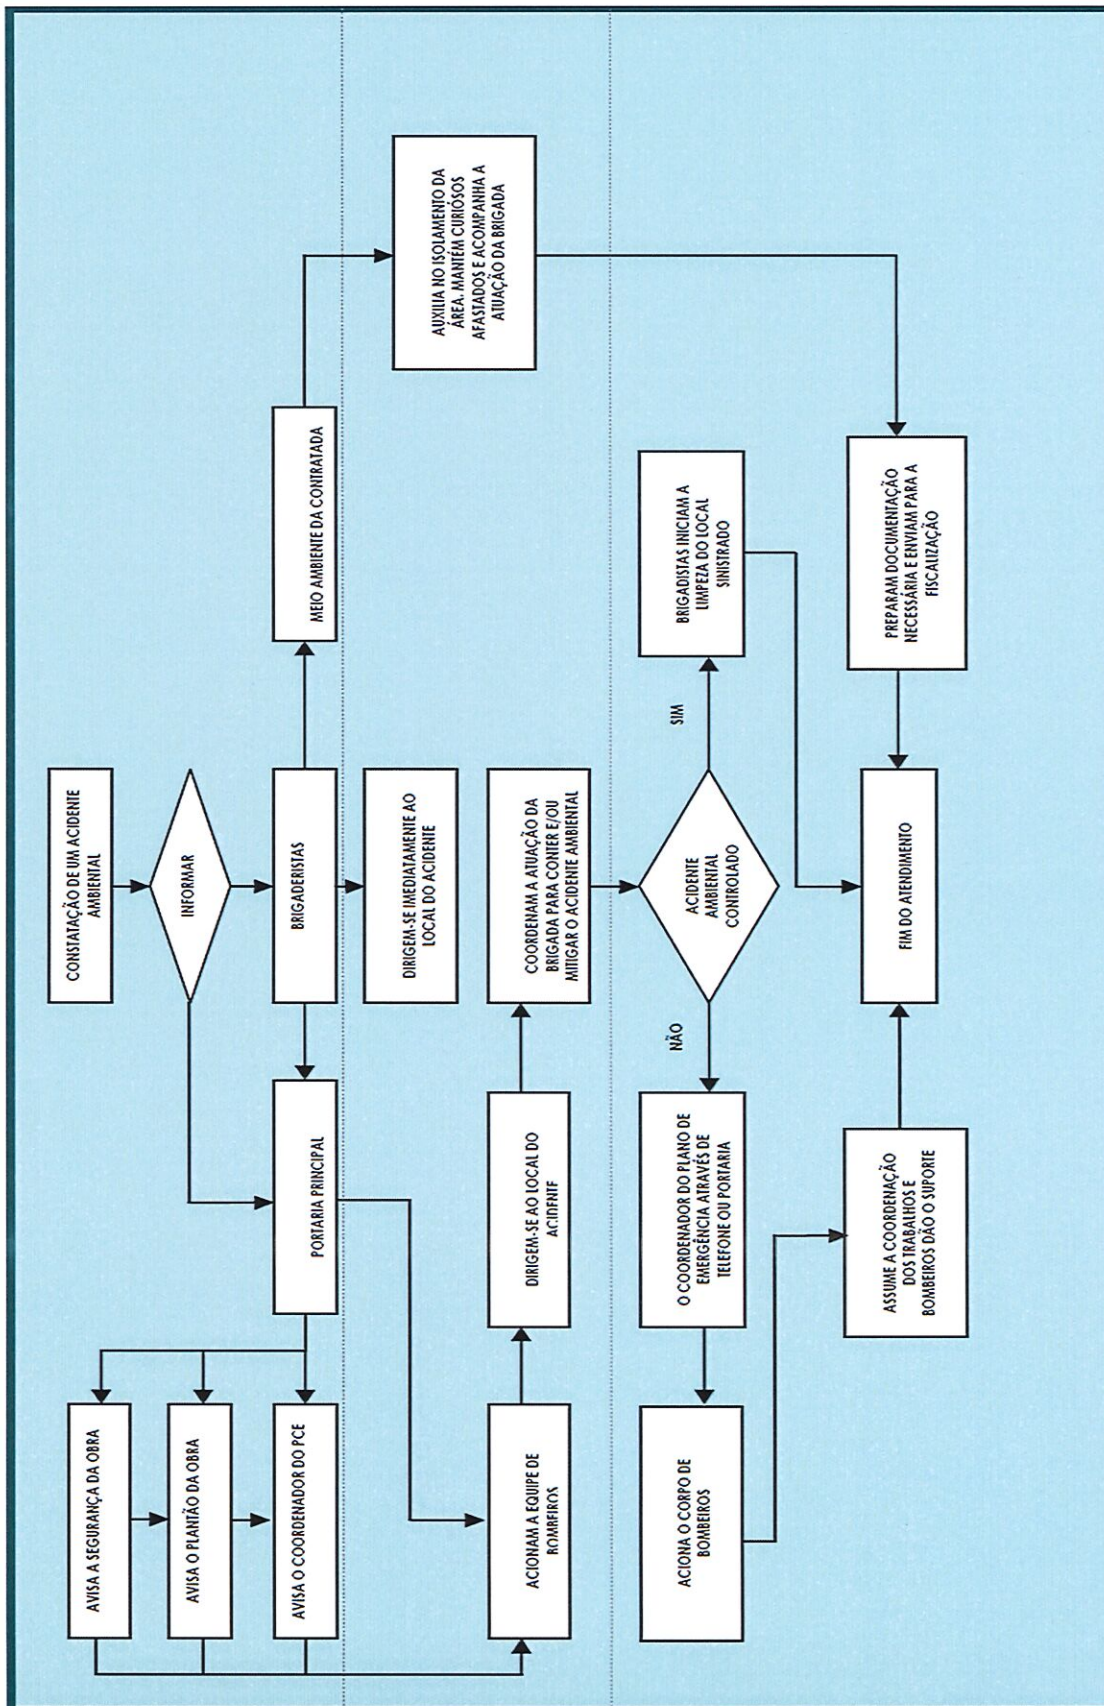 CONSTATAÇÃO DE UM ACIDENTE
AMBIENTAL
INFORMAR
AVISA A SEGURANÇA DA OBRA
AVISA O PLANTÃO DA OBRA
AVISA O COORDENADOR DO PCE
PORTARIA PRINCIPAL
BRIGADERISTAS
MEIO AMBIENTE DA CONTRATADA
DIRIGEM-SE IMEDIATAMENTE AO
LOCAL DO ACIDENTE
AUXILIA NO ISOLAMENTO DA
ÁREA. MANTÉM CURIÓSOS
AFASTADOS E ACOMPANHA A
ATUAÇÃO DA BRIGADA
ACIONAM A EQUIPE DE
BOMBEIROS
DIRIGEM-SE AO LOCAL DO
ACIDENTE
COORDENAM A ATUAÇÃO DA
BRIGADA PARA CONTER E/OU
MITIGAR O ACIDENTE AMBIENTAL
ACIONA O CORPO DE
BOMBEIROS
O COORDENADOR DO PLANO DE
EMERGÊNCIA ATRAVÉS DE
TELEFONE OU PORTARIA
NÃO
ACIDENTE
AMBIENTAL
CONTROLADO
SIM
BRIGADISTAS INICIAM A
LIMPEZA DO LOCAL
SINISTRADO
ASSUME A COORDENAÇÃO
DOS TRABALHOS E
BOMBEIROS DÃO O SUPORTE
FIM DO ATENDIMENTO
PREPARAM DOCUMENTAÇÃO
NECESSÁRIA E ENVIAM PARA A
FISCALIZAÇÃO